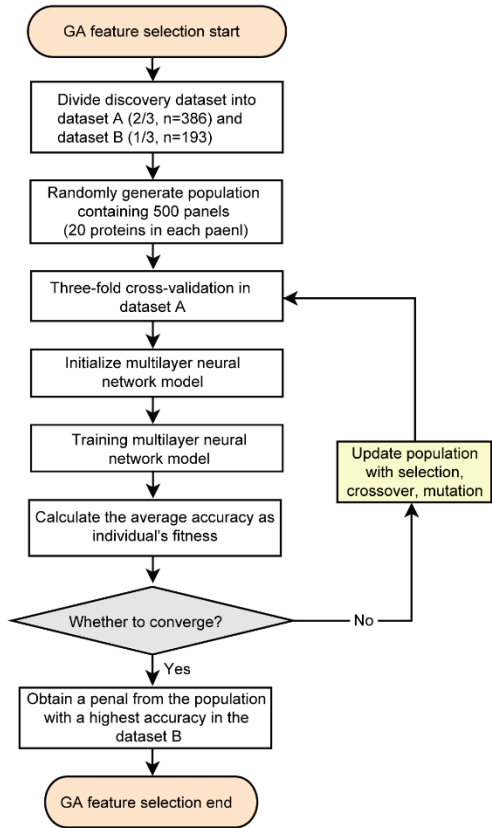 GA feature selection start
Divide discovery dataset into
dataset A (2/3, n=386) and
dataset B (1/3, n=193)
Randomly generate population
containing 500 panels
(20 proteins in each paenl)
Three-fold cross-validation in
dataset A
Initialize multilayer neural
network model
Training multilayer neural
network model
Calculate the average accuracy as
individual's fitness
Whether to converge?
No
Update population
with selection,
crossover, mutation
Yes
Obtain a penal from the population
with a highest accuracy in the
dataset B
GA feature selection end